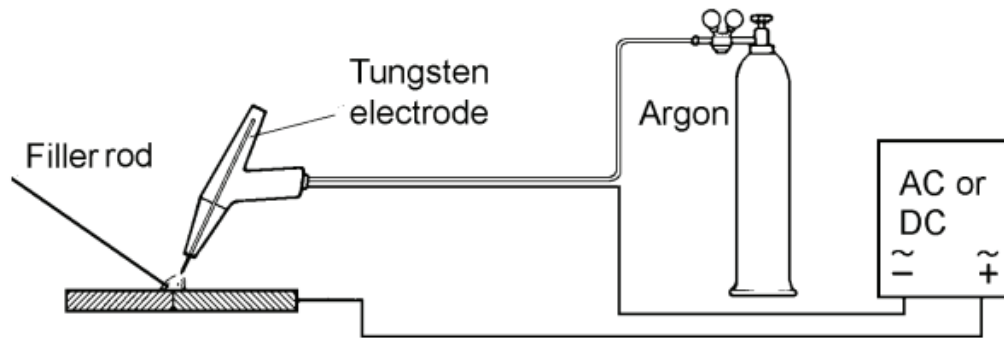 Tungsten
electrode
Argon
Filler rod
AC or
DC
~ ~
− +